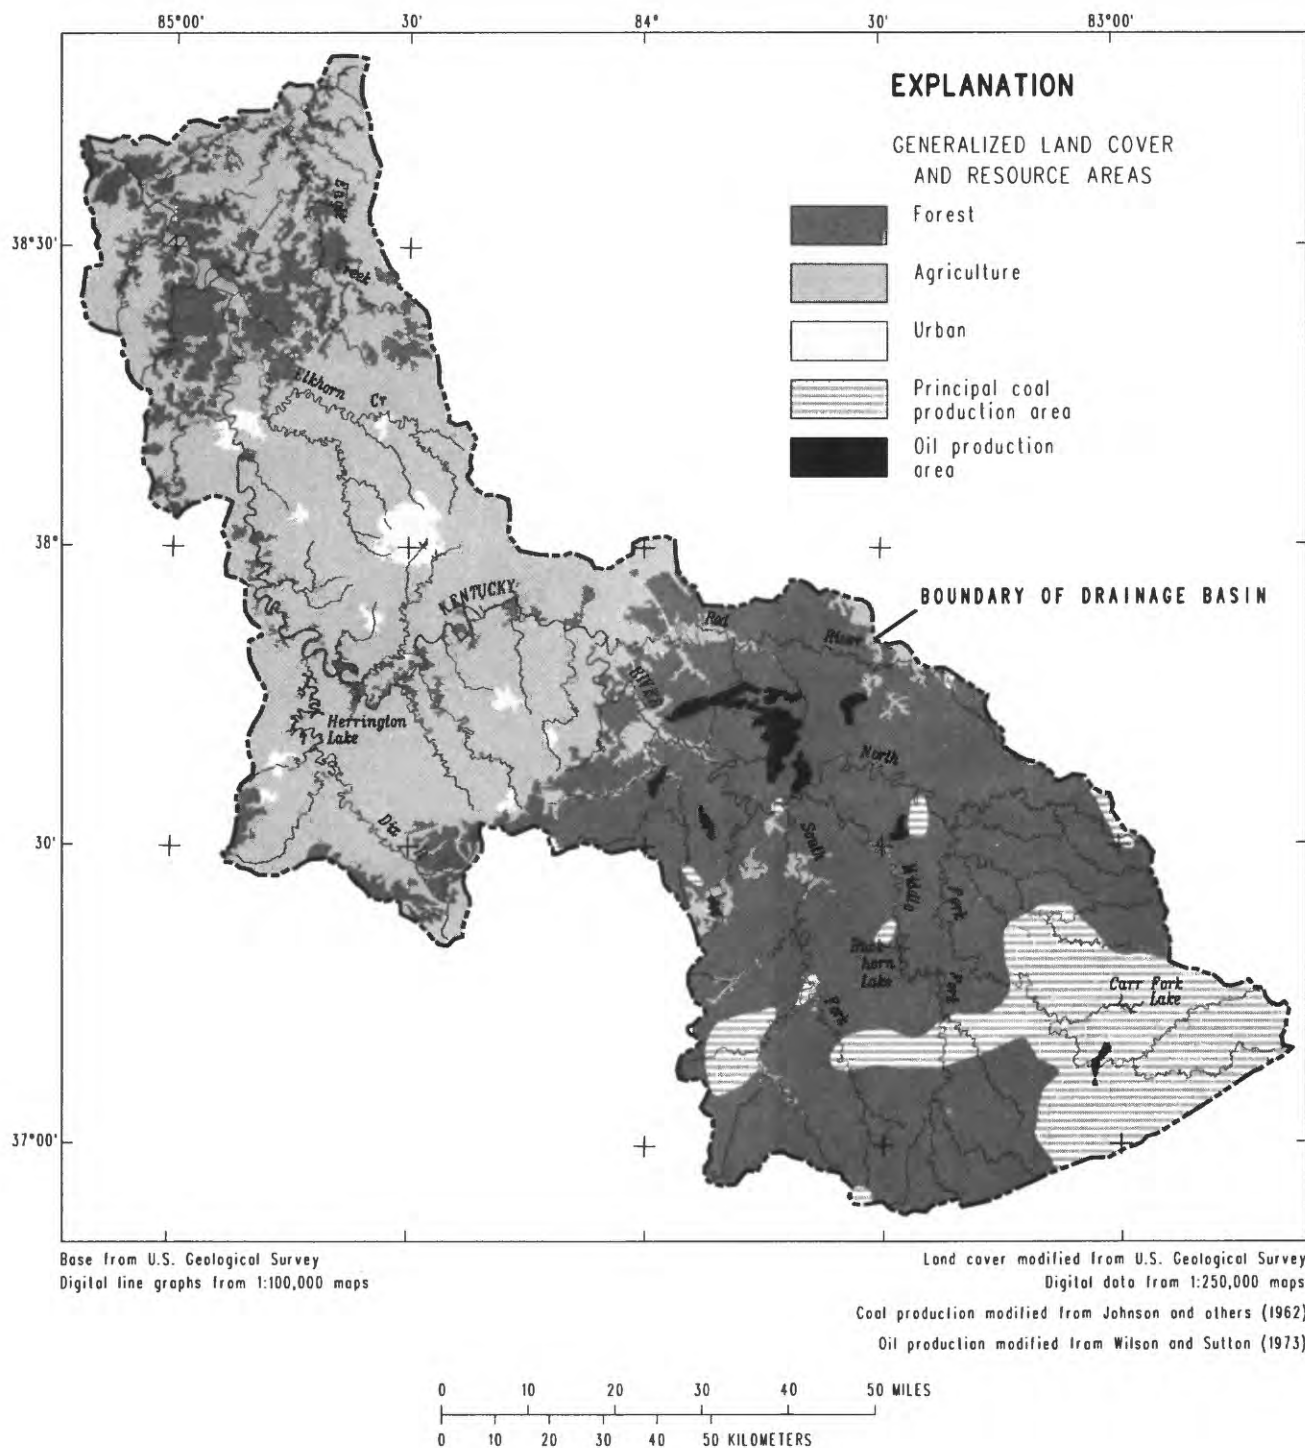 85°00' 30' 84° 30' 83°00'
EXPLANATION
GENERALIZED LAND COVER
AND RESOURCE AREAS
Forest
Agriculture
Urban
Principal coal
production area
Oil production
area
38°30'
38°
30'
37°00'
Eagle
Creek
Elkhorn
Cr
KENTUCKY
RIVER
Red
River
BOUNDARY OF DRAINAGE BASIN
Herrington
Lake
Dix
North
Fork
South
Fork
Middle
Fork
horn
Lake
Carr Fork
Lake
Base from U.S. Geological Survey
Digital line graphs from 1:100,000 maps
Land cover modified from U.S. Geological Survey
Digital data from 1:250,000 maps
Coal production modified from Johnson and others (1962)
Oil production modified from Wilson and Sutton (1973)
0 10 20 30 40 50 MILES
0 10 20 30 40 50 KILOMETERS